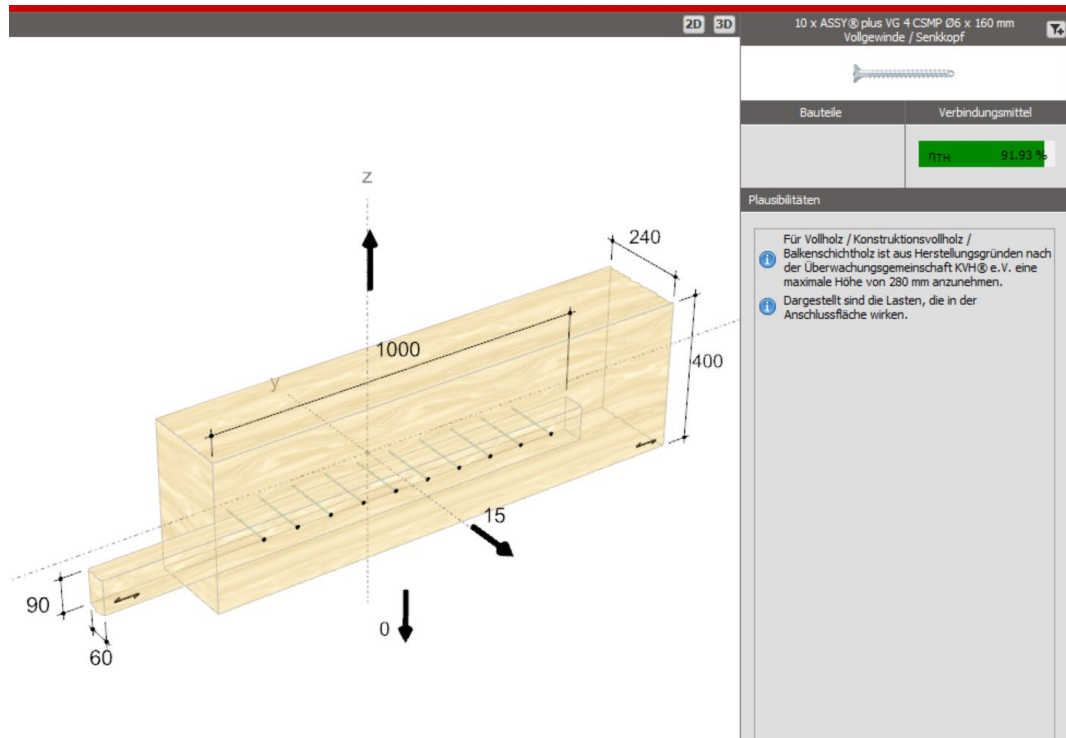 2D 3D
10 x ASSY® plus VG 4 CSMP Ø6 x 160 mm
Vollgewinde / Senkkopf
Bauteile Verbindungsmittel
ηTH 91.93 %
Plausibilitäten
Für Vollholz / Konstruktionsvollholz /
Balkenschichtholz ist aus Herstellungsgründen nach
der Überwachungsgemeinschaft KVH® e.V. eine
maximale Höhe von 280 mm anzunehmen.
Dargestellt sind die Lasten, die in der
Anschlussfläche wirken.
z
240
1000
y
400
15
90
0
60